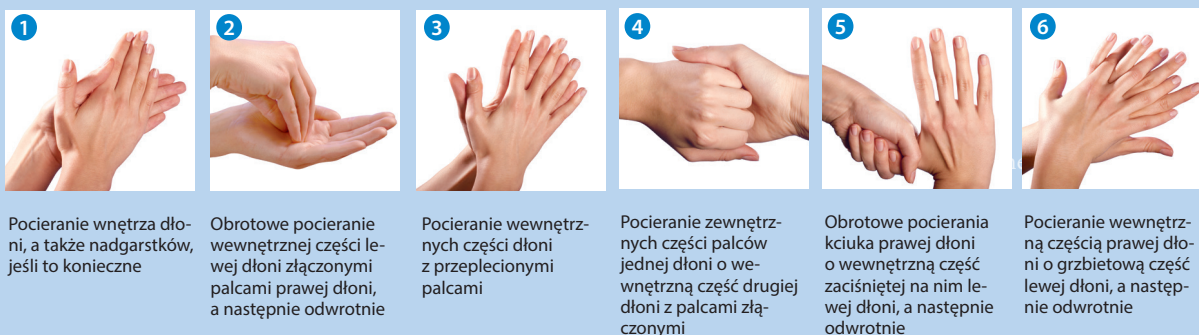 1
Pocieranie wnętrza dło-
ni, a także nadgarstków,
jeśli to konieczne
2
Obrotowe pocieranie
wewnętrznej części le-
wej dłoni złączonymi
palcami prawej dłoni,
a następnie odwrotnie
3
Pocieranie wewnętrz-
nych części dłoni
z przeplecionymi
palcami
4
Pocieranie zewnętrz-
nych części palców
jednej dłoni o we-
wnętrzną część drugiej
dłoni z palcami złą-
czonymi
5
Obrotowe pocierania
kciuka prawej dłoni
o wewnętrzną część
zaciśniętej na nim le-
wej dłoni, a następnie
odwrotnie
6
Pocieranie wewnętrz-
ną częścią prawej dło-
ni o grzbietową część
lewej dłoni, a następ-
nie odwrotnie